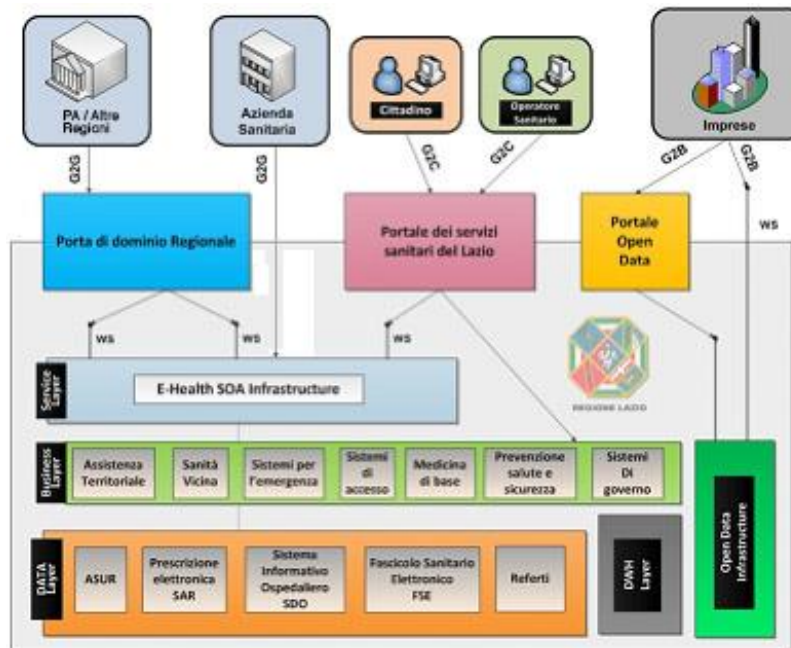 PA / Altre
Regioni
Azienda
Sanitaria
Cittadino
Operatore
Sanitario
Imprese
G2G
G2G
G2C
G2C
G2B
G2B
Porta di dominio Regionale
Portale dei servizi
sanitari del Lazio
Portale
Open
Data
WS
WS
WS
WS
REGIONE LAZIO
Service
Layer
E-Health SOA Infrastructure
Business
Layer
Assistenza
Territoriale
Sanità
Vicina
Sistemi per
l'emergenza
Sistemi
di
accesso
Medicina
di base
Prevenzione
salute e
sicurezza
Sistemi
Di
governo
DATA
Layer
ASUR
Prescrizione
elettronica
SAR
Sistema
Informativo
Ospedaliero
SDO
Fascicolo Sanitario
Elettronico
FSE
Referti
DWH
Layer
Open Data
Infrastructure